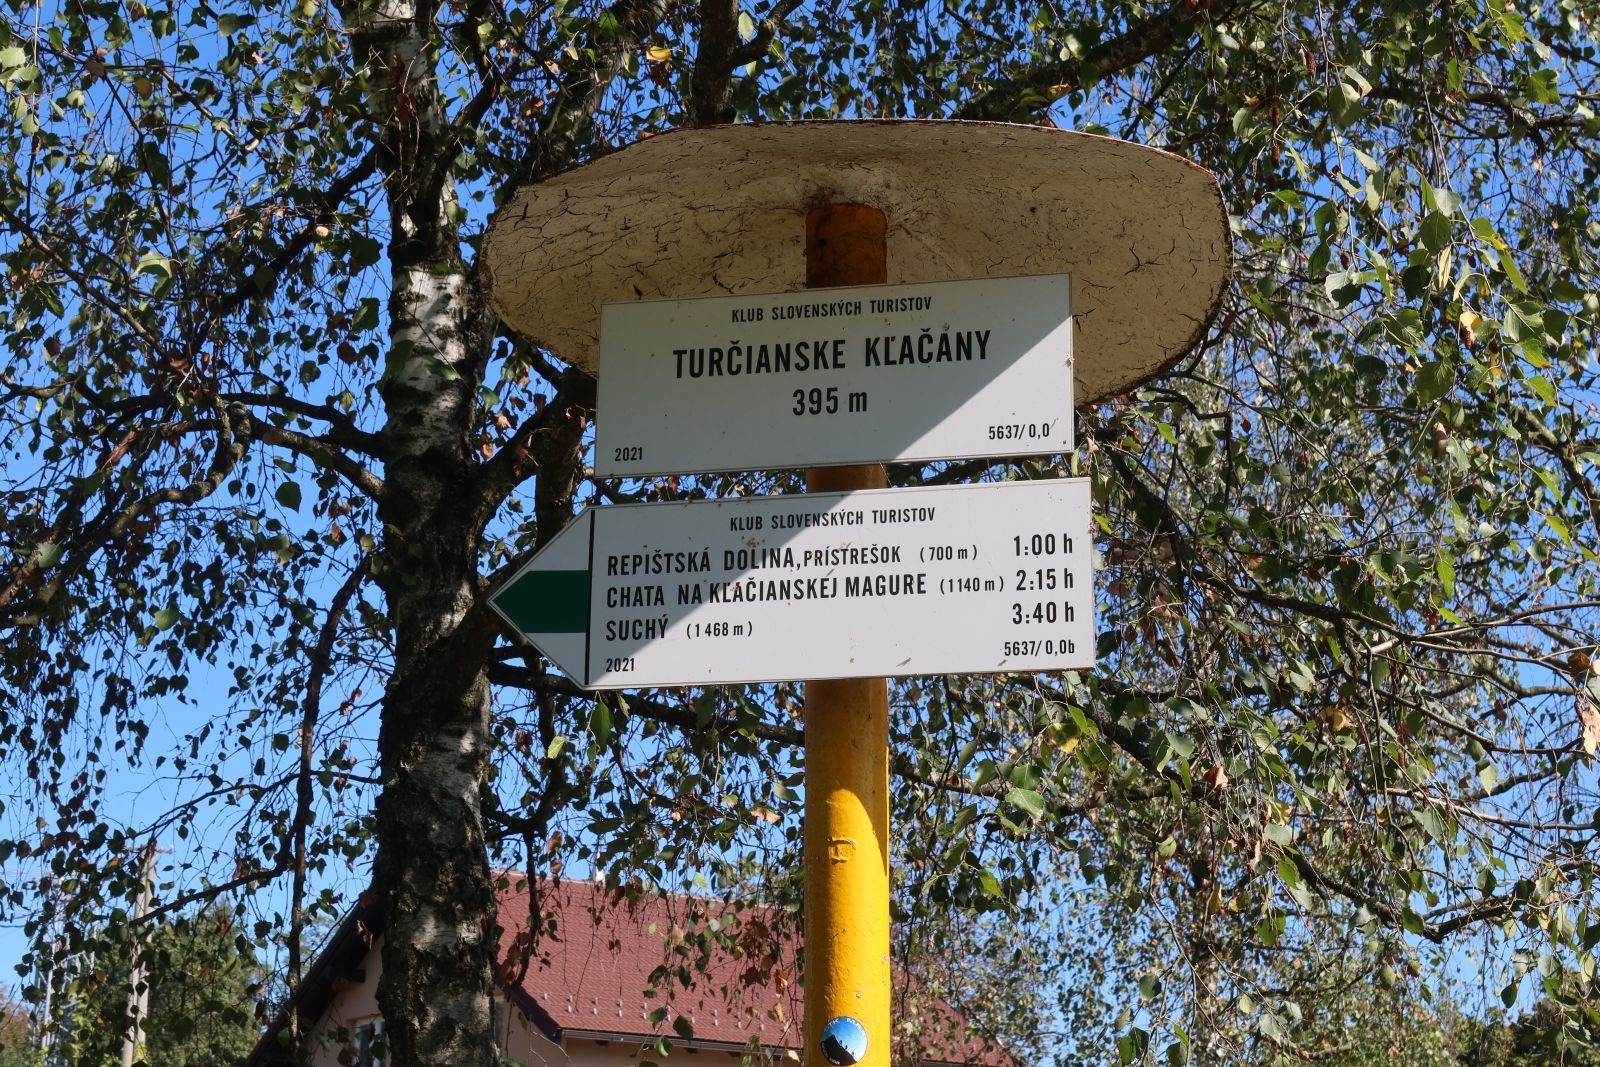 KLUB SLOVENSKÝCH TURISTOV
TURČIANSKE KĽAČANY
395 m
2021 5637/0,0
KLUB SLOVENSKÝCH TURISTOV
REPIŠTSKÁ DOLINA, PRÍSTREŠOK (700 m) 1:00 h
CHATA NA KĽAČIANSKEJ MAGURE (1140 m) 2:15 h
SUCHÝ (1468 m) 3:40 h
2021 5637/0,0b